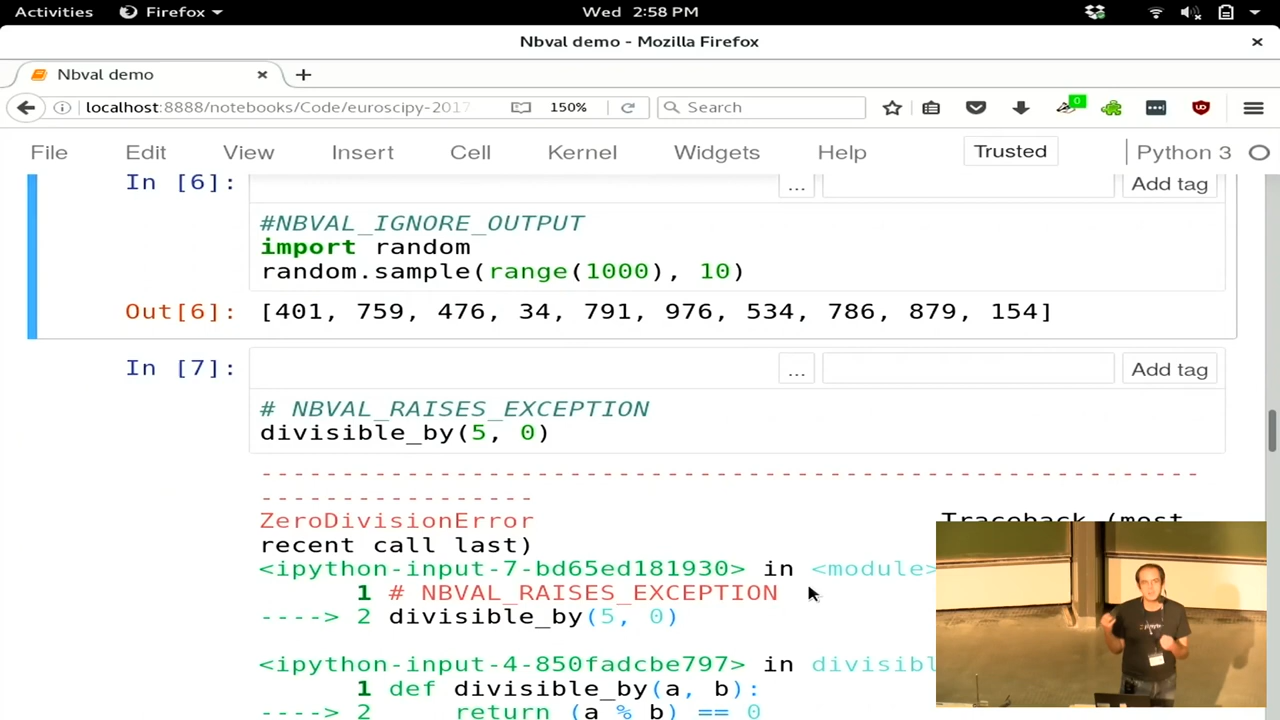 Activities Firefox Wed 2:58 PM
Nbval demo - Mozilla Firefox
Nbval demo
localhost:8888/notebooks/Code/euroscipy-2017 150% Search 0
File Edit View Insert Cell Kernel Widgets Help Trusted Python 3
In [6]: ... Add tag
#NBVAL_IGNORE_OUTPUT
import random
random.sample(range(1000), 10)
Out[6]: [401, 759, 476, 34, 791, 976, 534, 786, 879, 154]
In [7]: ... Add tag
# NBVAL_RAISES_EXCEPTION
divisible_by(5, 0)
---------------------------------------------------------------------------
ZeroDivisionError Traceback (most
recent call last)
<ipython-input-7-bd65ed181930> in <module>
1 # NBVAL_RAISES_EXCEPTION
----> 2 divisible_by(5, 0)
<ipython-input-4-850fadcbe797> in divisibl
1 def divisible_by(a, b):
----> 2 return (a % b) == 0